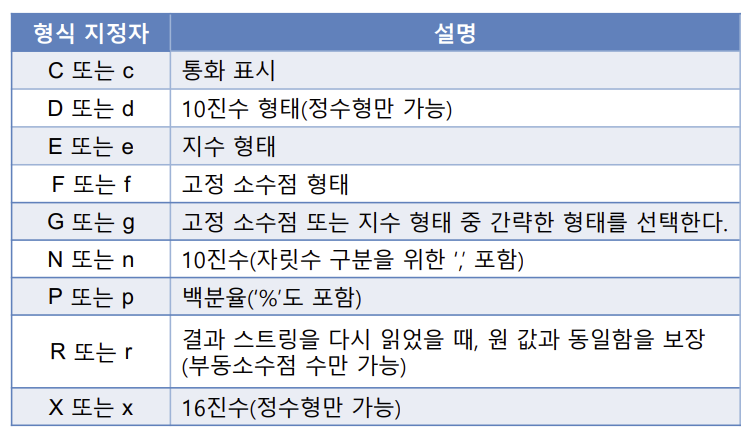 형식 지정자 설명
C 또는 c 통화 표시
D 또는 d 10진수 형태(정수형만 가능)
E 또는 e 지수 형태
F 또는 f 고정 소수점 형태
G 또는 g 고정 소수점 또는 지수 형태 중 간략한 형태를 선택한다.
N 또는 n 10진수(자릿수 구분을 위한 ‘,’ 포함)
P 또는 p 백분율(‘%’도 포함)
R 또는 r 결과 스트링을 다시 읽었을 때, 원 값과 동일함을 보장
(부동소수점 수만 가능)
X 또는 x 16진수(정수형만 가능)